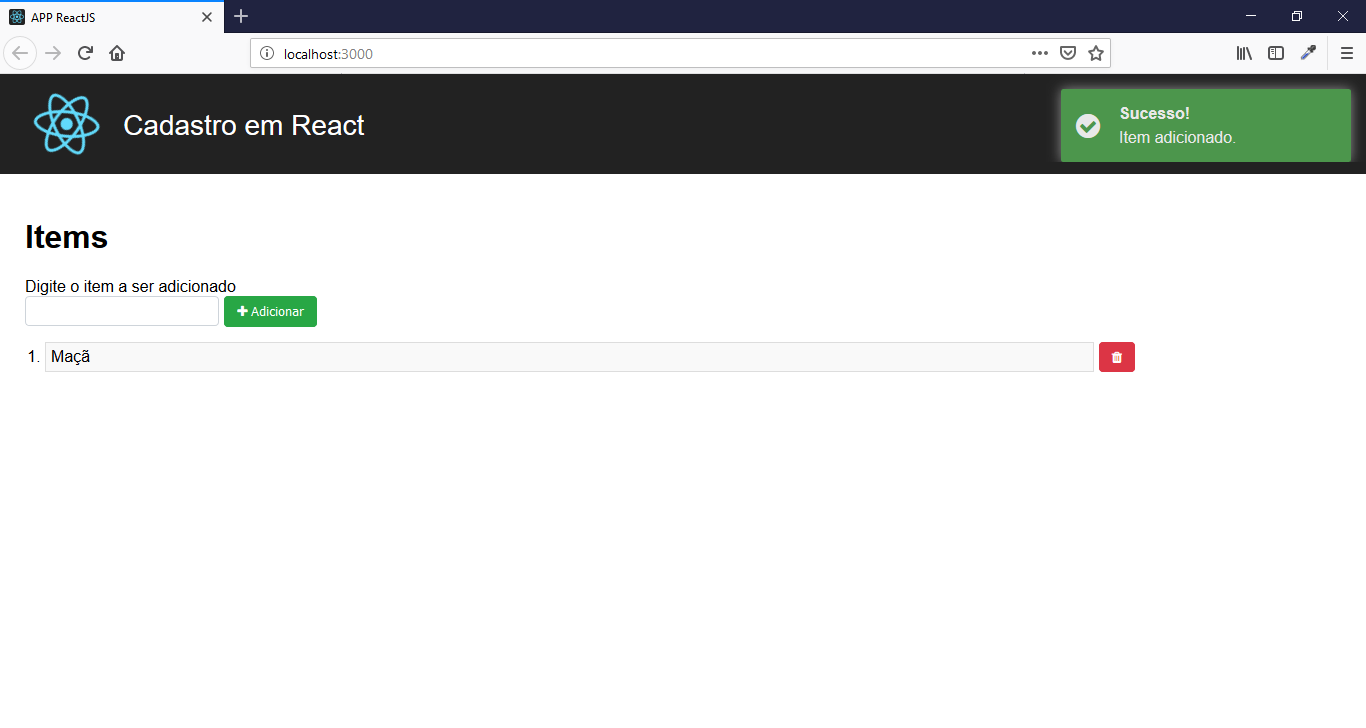 APP ReactJS
localhost:3000
Cadastro em React
Sucesso!
Item adicionado.
Items
Digite o item a ser adicionado
Adicionar
1. Maçã